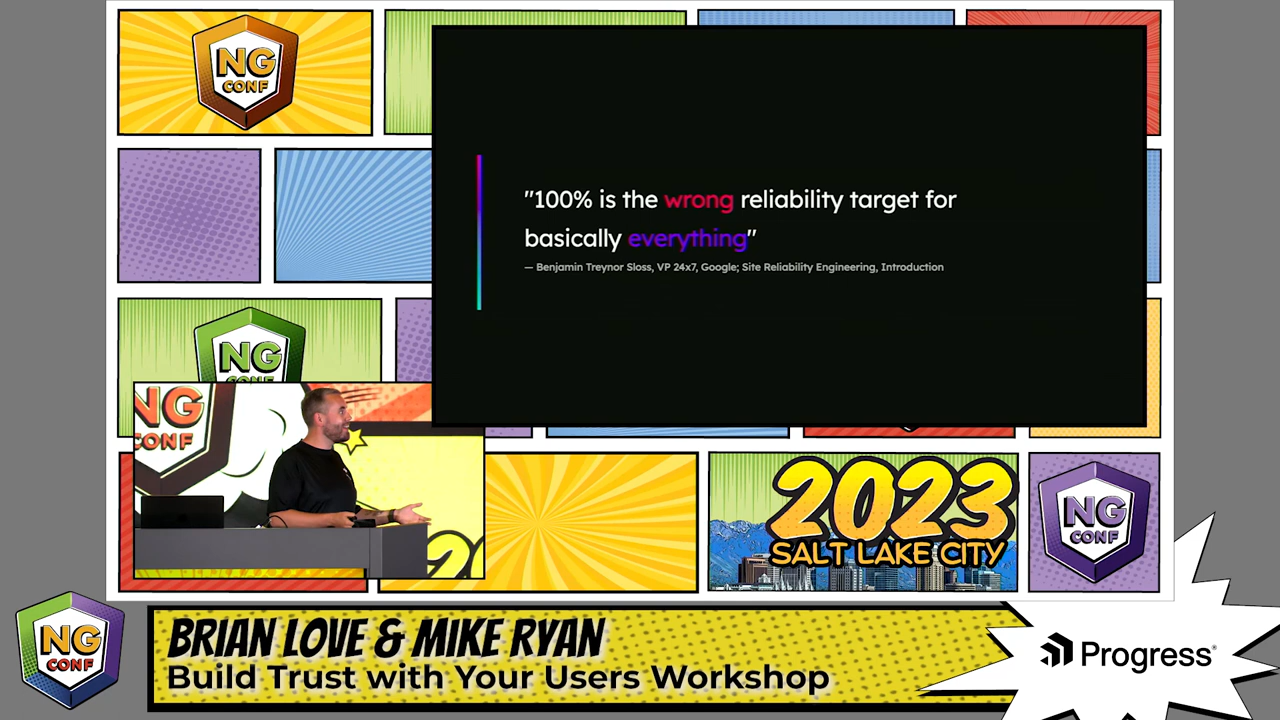 NG
CONF
"100% is the wrong reliability target for
basically everything"
— Benjamin Treynor Sloss, VP 24x7, Google; Site Reliability Engineering, Introduction
NG
CONF
NG
CONF
20
2023
SALT LAKE CITY
NG
CONF
NG
CONF
BRIAN LOVE & MIKE RYAN
Build Trust with Your Users Workshop
Progress®